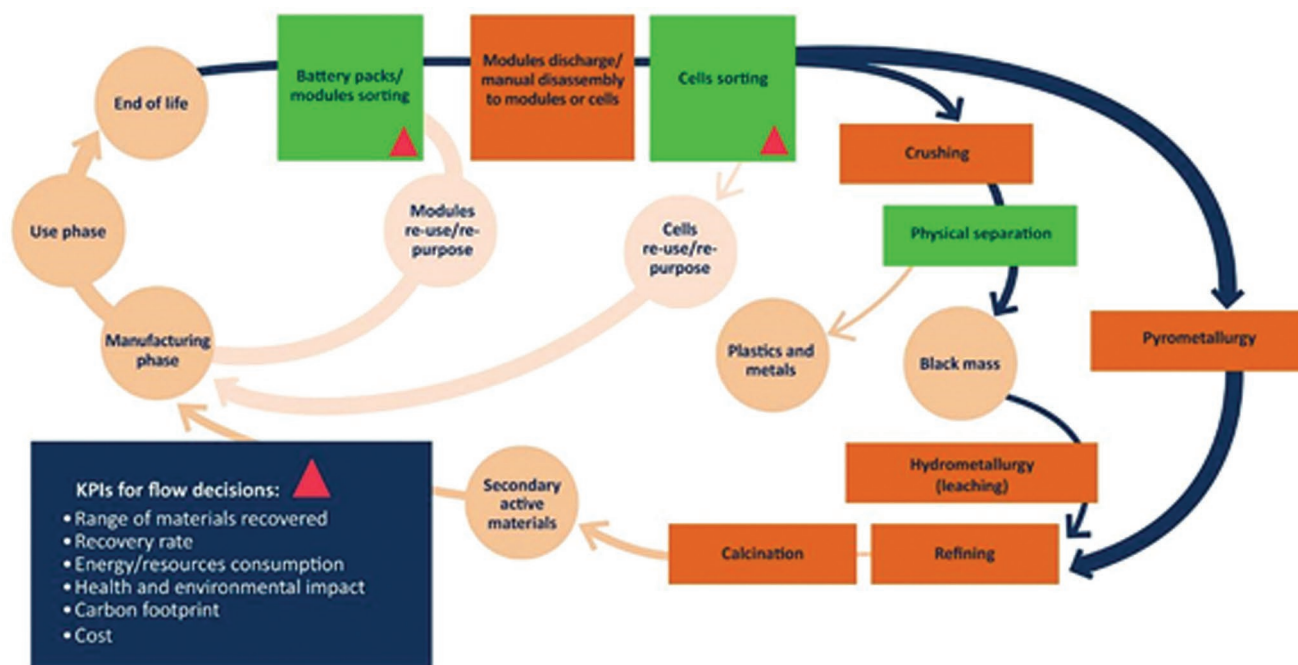 End of life
Battery packs/
modules sorting
Modules discharge/
manual disassembly
to modules or cells
Cells sorting
Crushing
Use phase
Modules
re-use/re-
purpose
Cells
re-use/re-
purpose
Physical separation
Manufacturing
phase
Plastics and
metals
Black mass
Pyrometallurgy
Hydrometallurgy
(leaching)
Secondary
active
materials
Calcination
Refining
KPIs for flow decisions:
• Range of materials recovered
• Recovery rate
• Energy/resources consumption
• Health and environmental impact
• Carbon footprint
• Cost